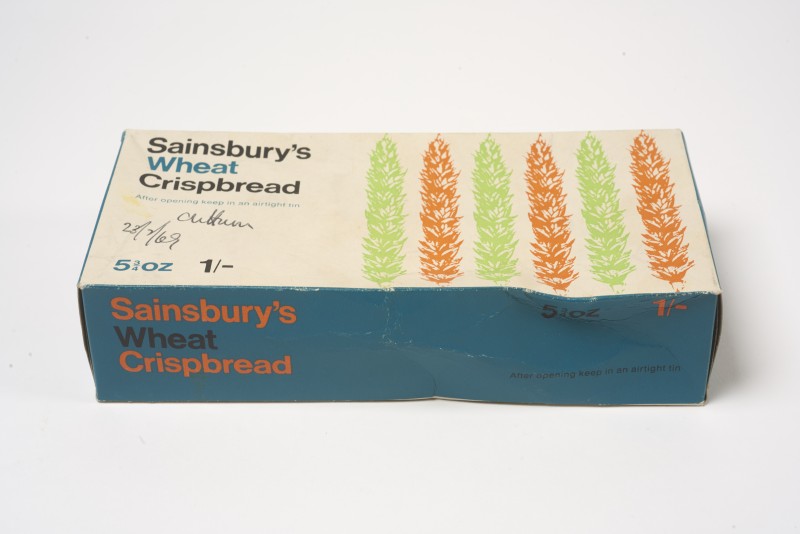 Sainsbury's
Wheat
Crispbread
After opening keep in an airtight tin
28/2/69
5¾oz 1/-
Sainsbury's
Wheat
Crispbread
5¾oz 1/-
After opening keep in an airtight tin